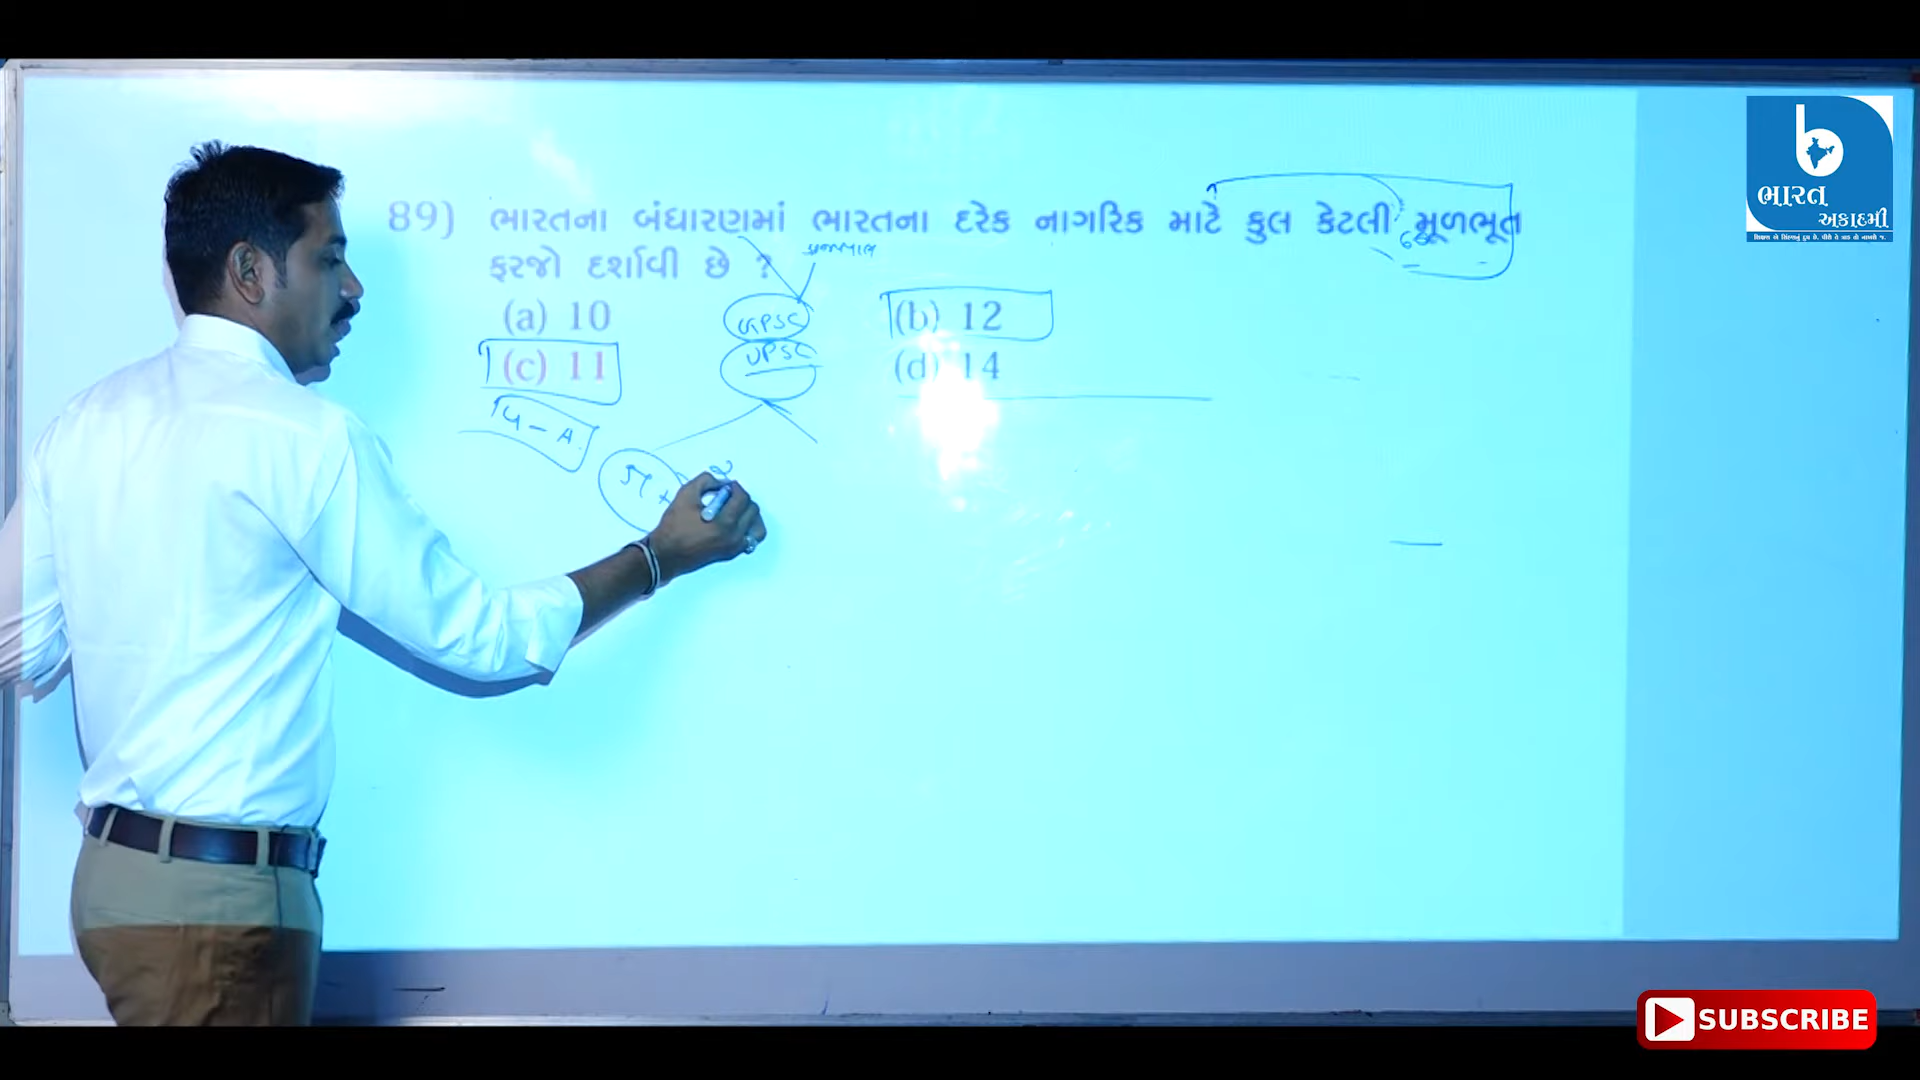 89) ભારતના બંધારણમાં ભારતના દરેક નાગરિક માટે કુલ કેટલી મૂળભૂત
ફરજો દર્શાવી છે ?
(a) 10
(b) 12
(c) 11
(d) 14
GPSC
UPSC
ભારત
અકાદમી
SUBSCRIBE